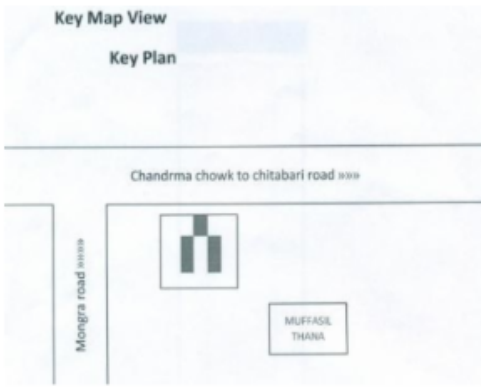 Key Map View
Key Plan
Chandrma chowk to chitabari road »»»
Mongra road »»»»
MUFFASIL
THANA